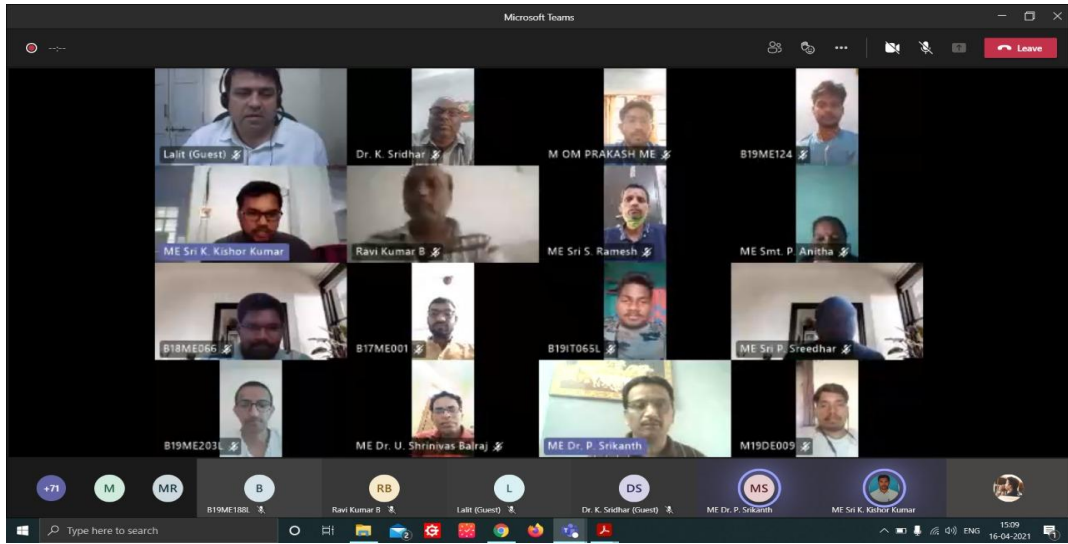 Microsoft Teams
--:--
Leave
Lalit (Guest)
Dr. K. Sridhar
M OM PRAKASH ME
B19ME124
ME Sri K. Kishor Kumar
Ravi Kumar B
ME Sri S. Ramesh
ME Smt. P. Anitha
B18ME066
B17ME001
B19IT065L
ME Sri P. Sreedhar
B19ME203L
ME Dr. U. Shrinivas Balraj
ME Dr. P. Srikanth
M19DE009
+71
M
MR
B
RB
L
DS
MS
B19ME188L
Ravi Kumar B
Lalit (Guest)
Dr. K. Sridhar (Guest)
ME Dr. P. Srikanth
ME Sri K. Kishor Kumar
Type here to search
ENG
15:09
16-04-2021